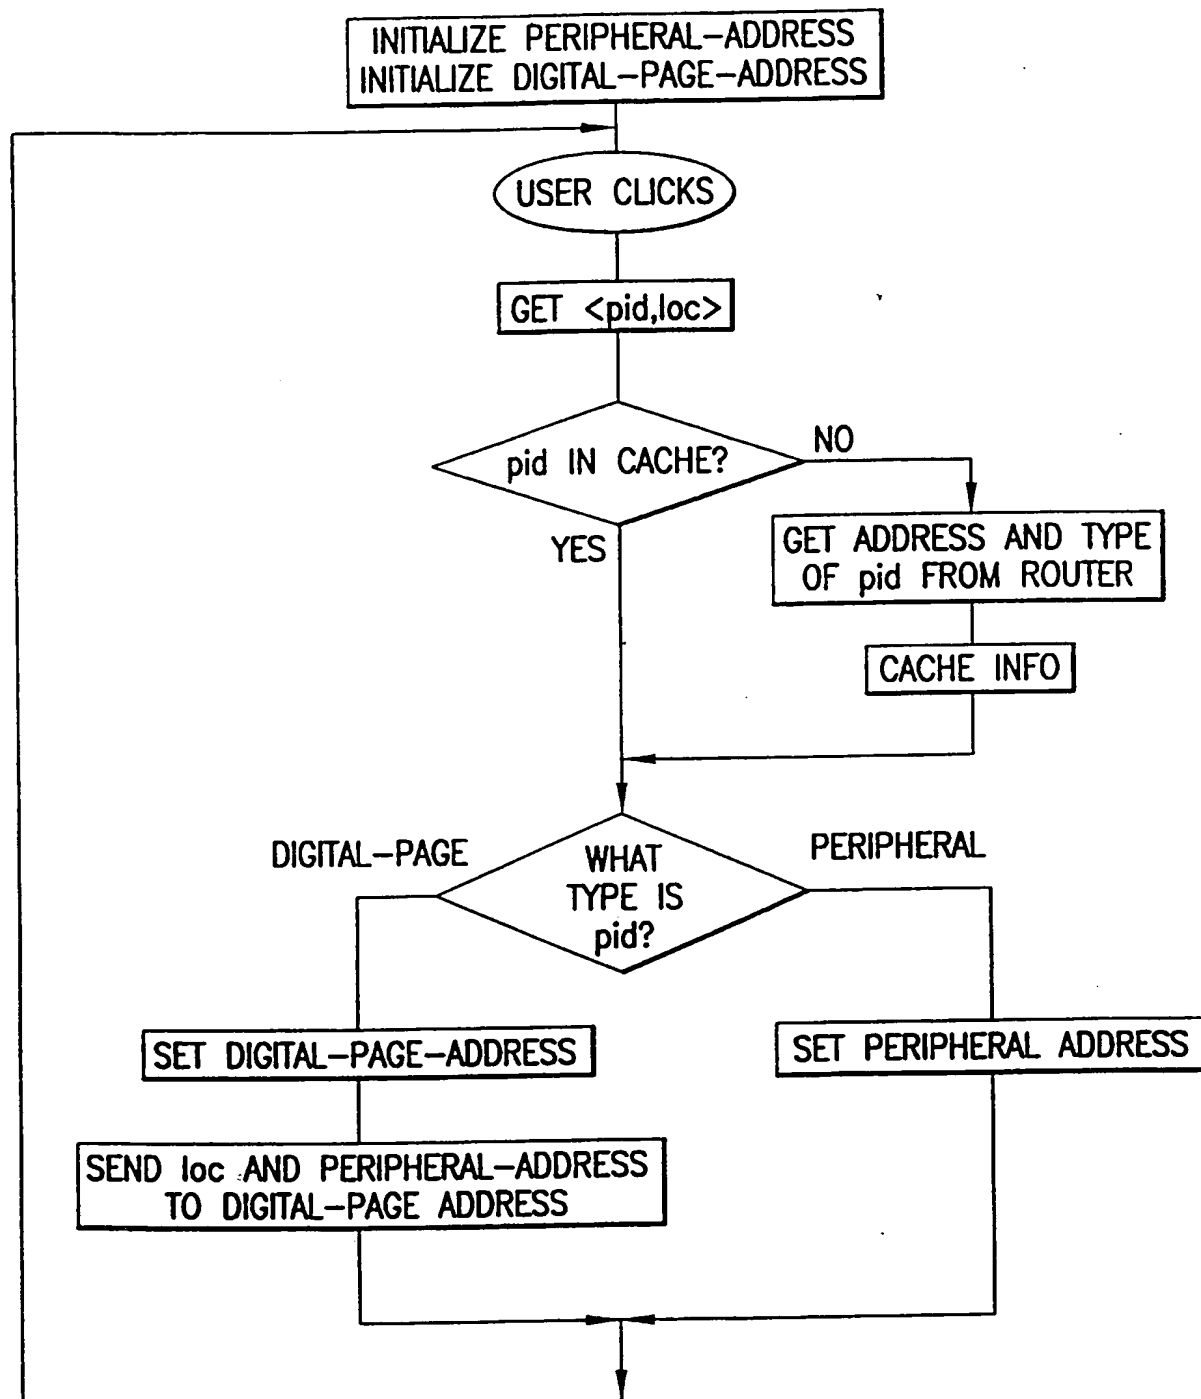 INITIALIZE PERIPHERAL-ADDRESS
INITIALIZE DIGITAL-PAGE-ADDRESS
USER CLICKS
GET <pid,loc>
pid IN CACHE?
NO
YES
GET ADDRESS AND TYPE
OF pid FROM ROUTER
CACHE INFO
DIGITAL-PAGE
WHAT
TYPE IS
pid?
PERIPHERAL
SET DIGITAL-PAGE-ADDRESS
SET PERIPHERAL ADDRESS
SEND loc AND PERIPHERAL-ADDRESS
TO DIGITAL-PAGE ADDRESS